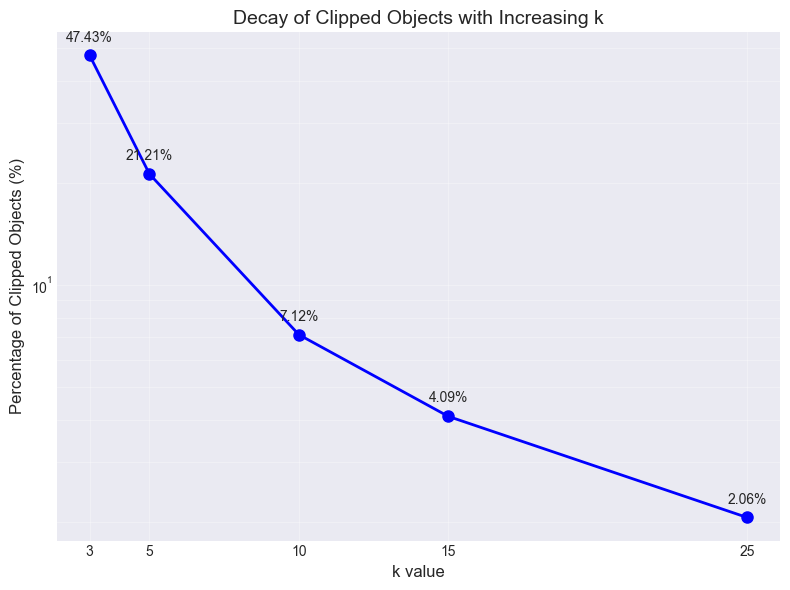 Decay of Clipped Objects with Increasing k
47.43%
21.21%
7.12%
4.09%
2.06%
Percentage of Clipped Objects (%)
10¹
3 5 10 15 25
k value